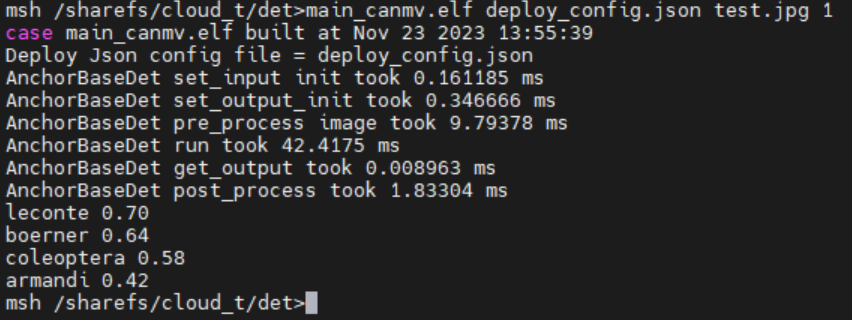 msh /sharefs/cloud_t/det>main_canmv.elf deploy_config.json test.jpg 1
case main_canmv.elf built at Nov 23 2023 13:55:39
Deploy Json config file = deploy_config.json
AnchorBaseDet set_input init took 0.161185 ms
AnchorBaseDet set_output_init took 0.346666 ms
AnchorBaseDet pre_process image took 9.79378 ms
AnchorBaseDet run took 42.4175 ms
AnchorBaseDet get_output took 0.008963 ms
AnchorBaseDet post_process took 1.83304 ms
leconte 0.70
boerner 0.64
coleoptera 0.58
armandi 0.42
msh /sharefs/cloud_t/det>